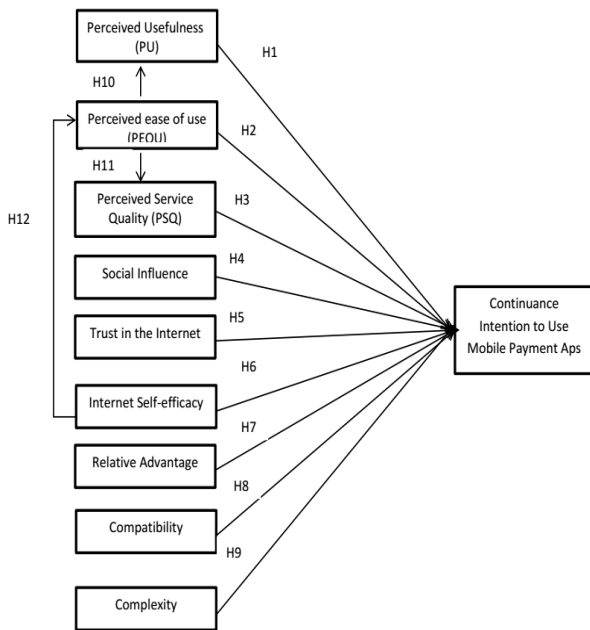 Perceived Usefulness
(PU)
H1
H10
Perceived ease of use
(PEOU)
H2
H11
H12
Perceived Service
Quality (PSQ)
H3
H4
Social Influence
H5
Trust in the Internet
Continuance
Intention to Use
Mobile Payment Aps
H6
Internet Self-efficacy
H7
Relative Advantage
H8
Compatibility
H9
Complexity